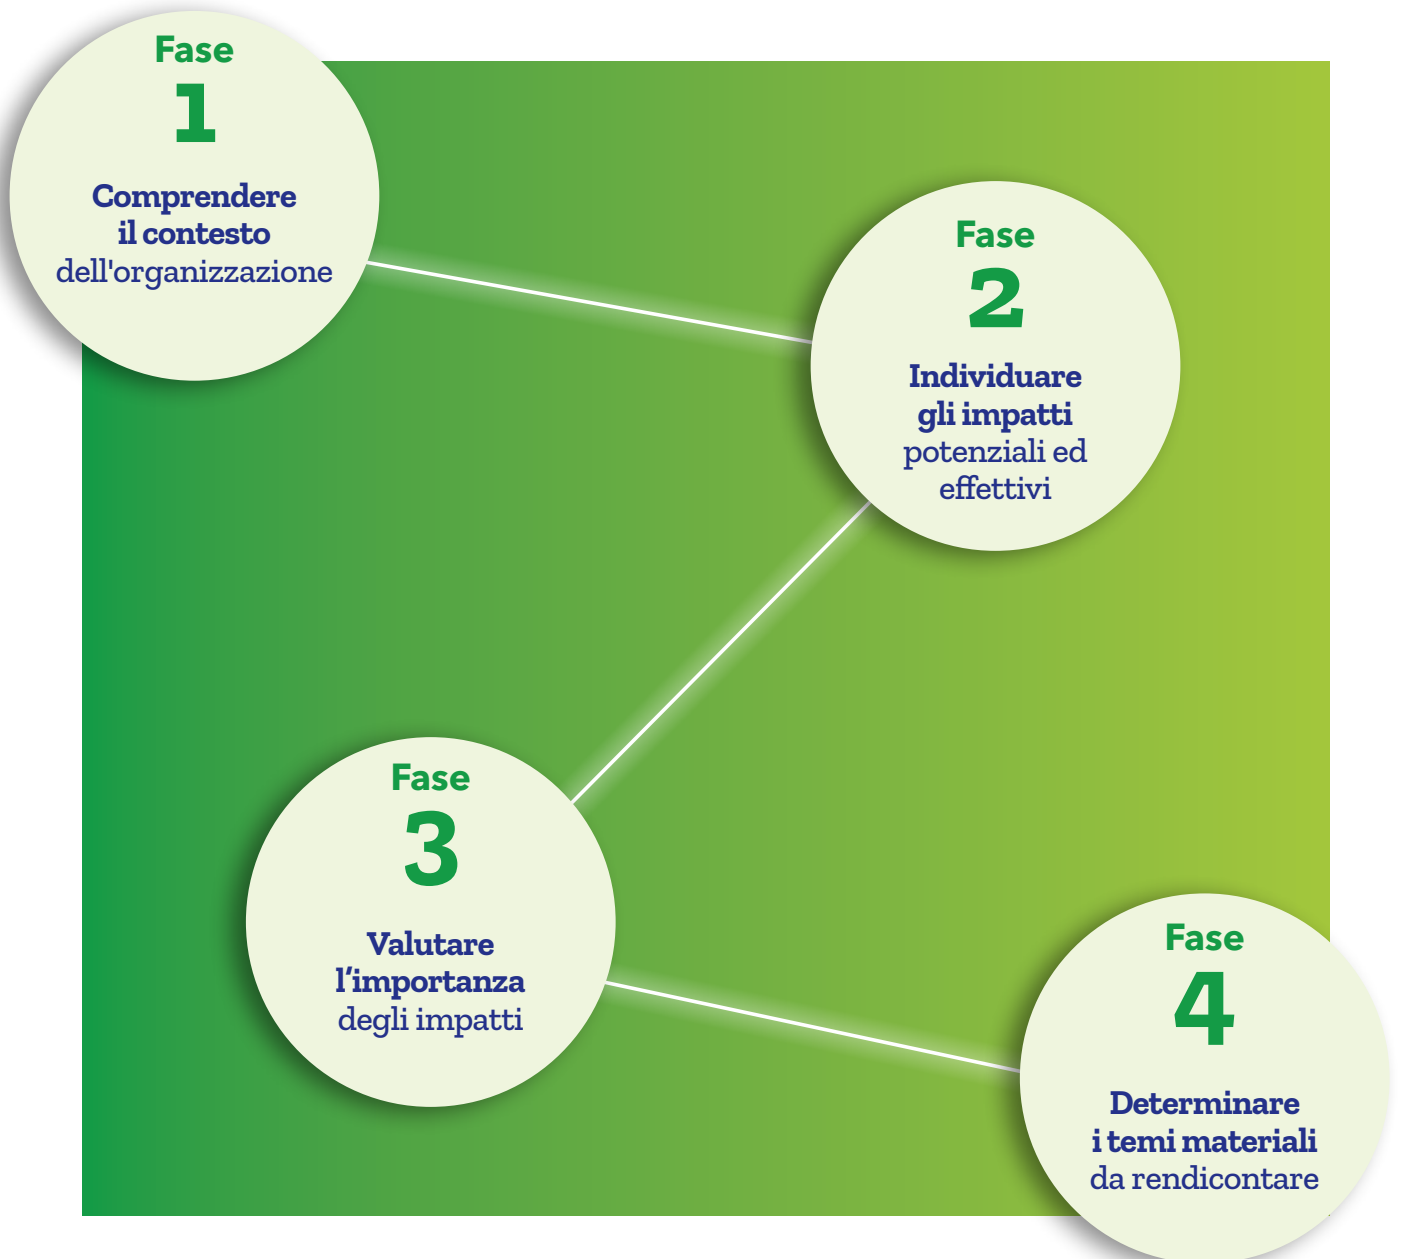 Fase
1
Comprendere
il contesto
dell'organizzazione
Fase
2
Individuare
gli impatti
potenziali ed
effettivi
Fase
3
Valutare
l’importanza
degli impatti
Fase
4
Determinare
i temi materiali
da rendicontare